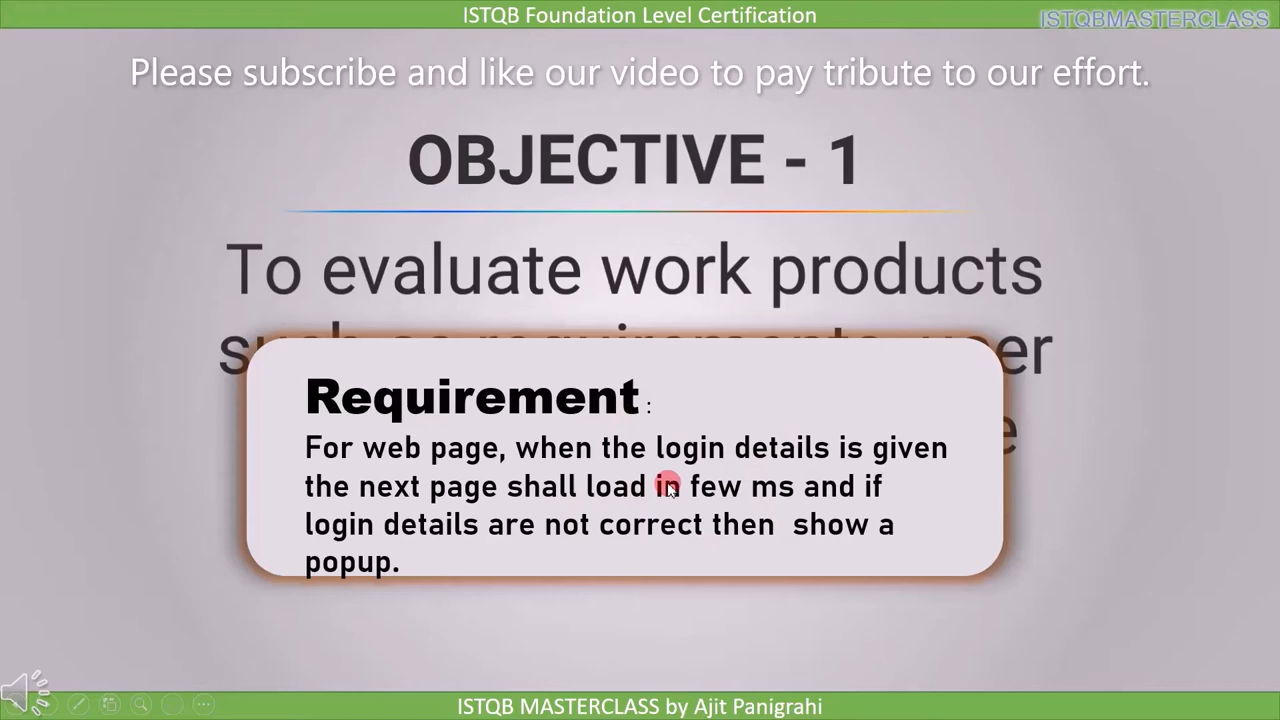 ISTQB Foundation Level Certification
ISTQBMASTERCLASS
Please subscribe and like our video to pay tribute to our effort.
OBJECTIVE - 1
To evaluate work products
Requirement :
For web page, when the login details is given
the next page shall load in few ms and if
login details are not correct then show a
popup.
ISTQB MASTERCLASS by Ajit Panigrahi